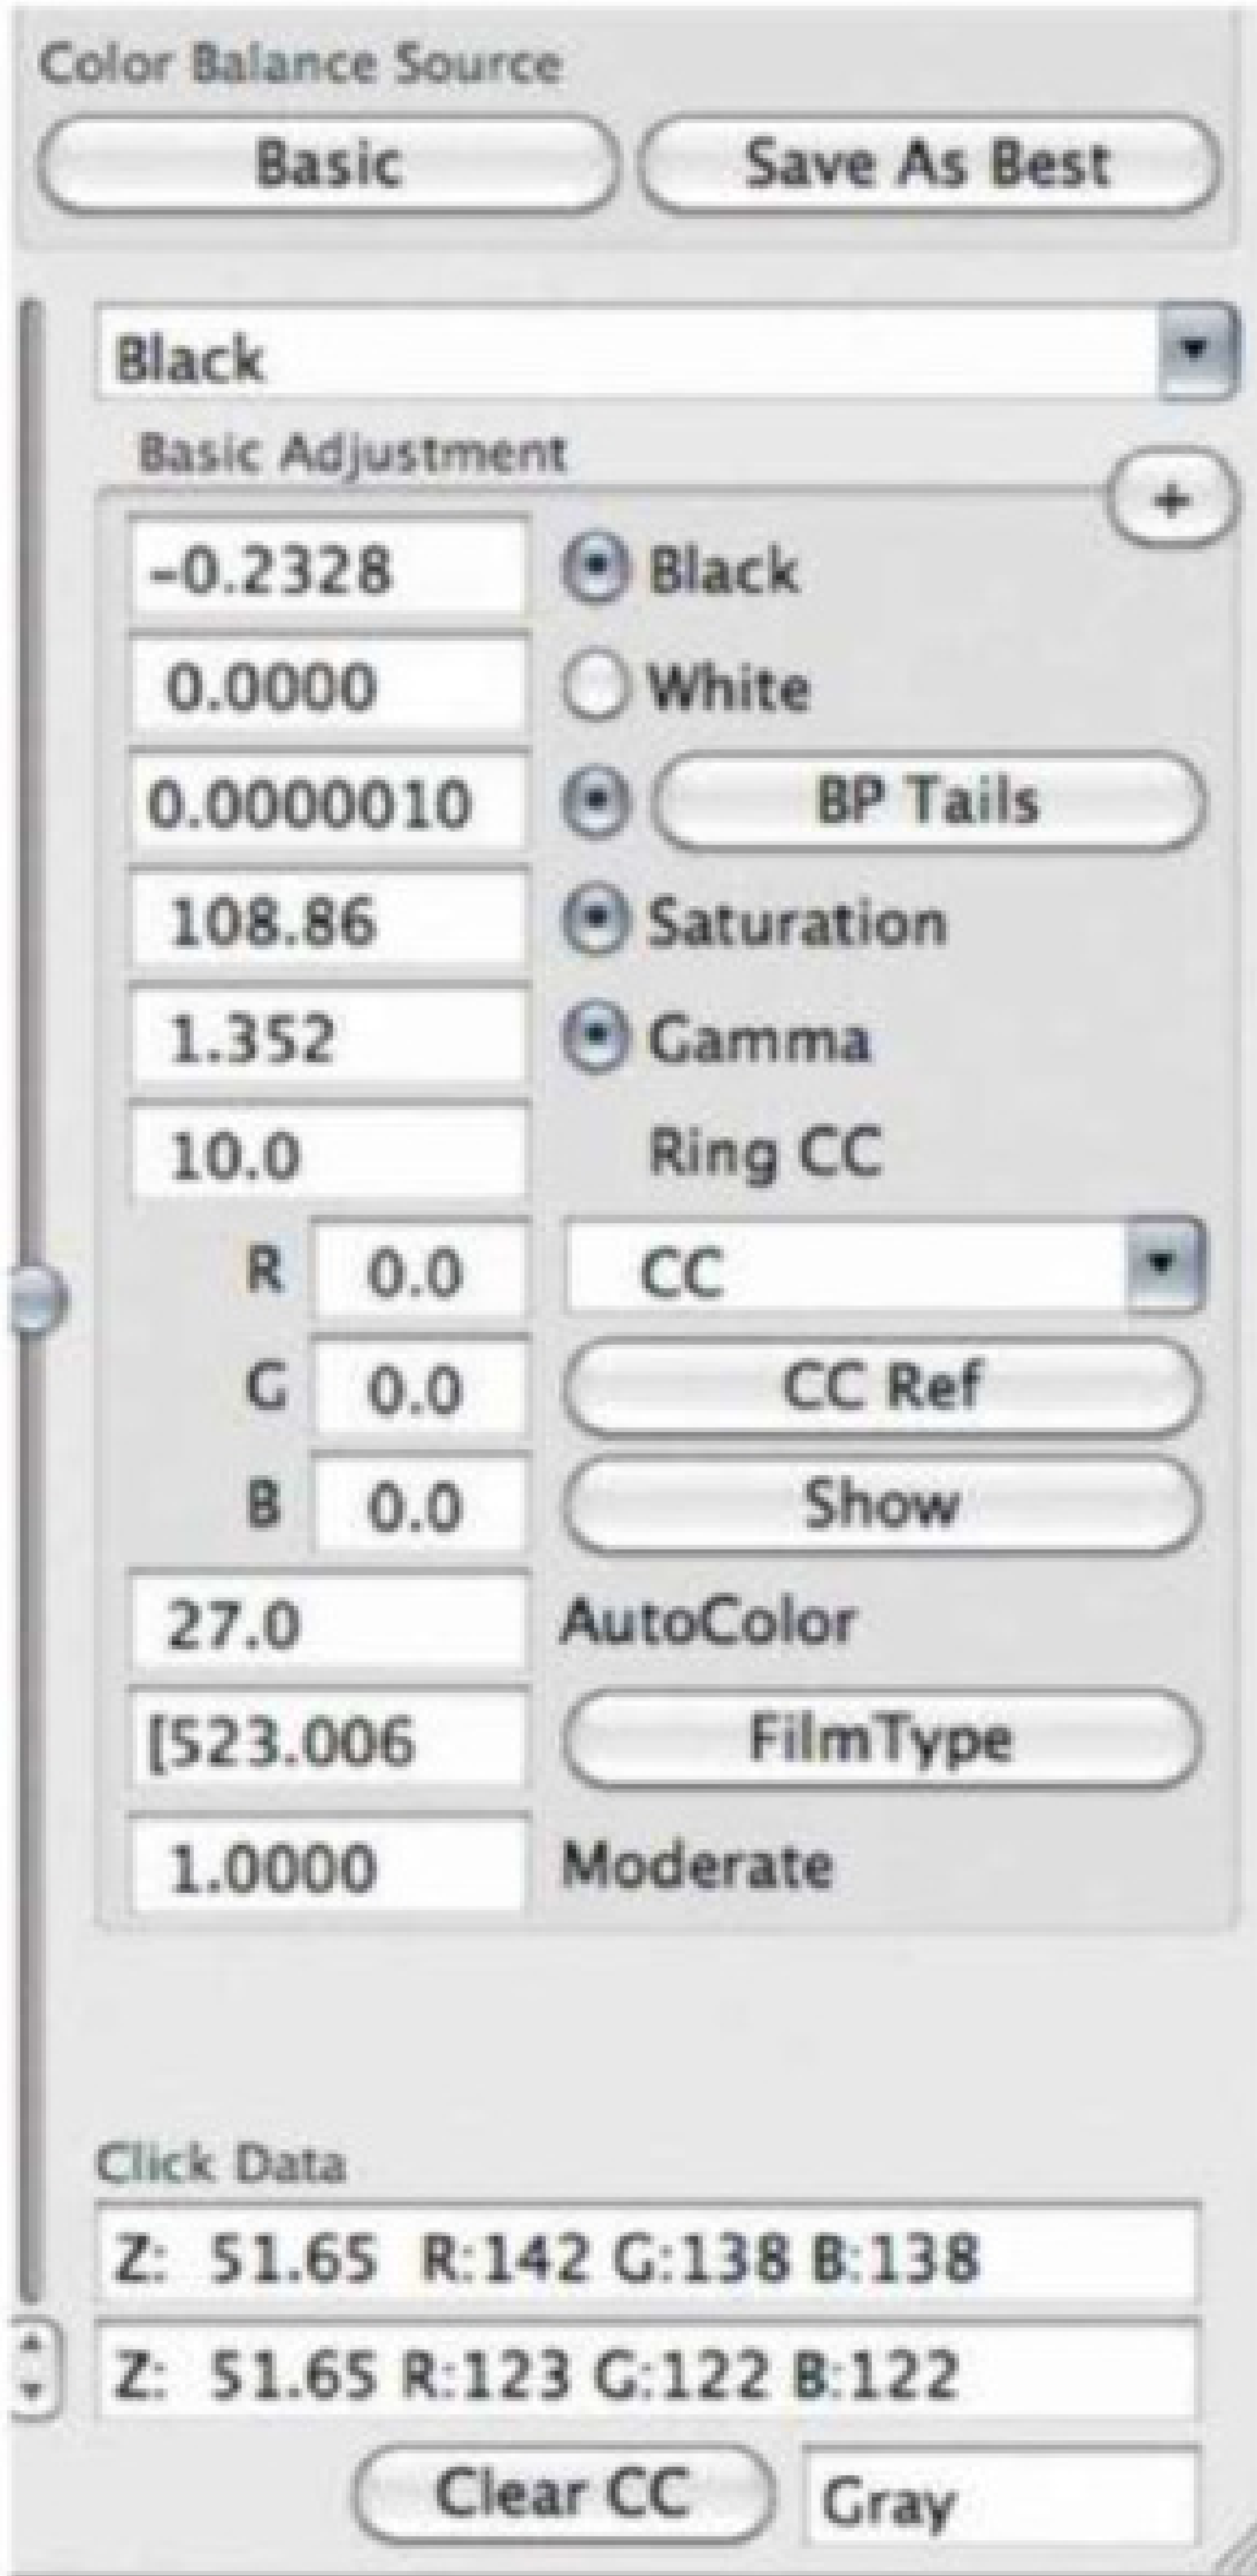 Color Balance Source
Basic Save As Best
Black
Basic Adjustment
+
-0.2328 Black
0.0000 White
0.0000010 BP Tails
108.86 Saturation
1.352 Gamma
10.0 Ring CC
R 0.0 CC
G 0.0 CC Ref
B 0.0 Show
27.0 AutoColor
[523.006 FilmType
1.0000 Moderate
Click Data
Z: 51.65 R:142 G:138 B:138
Z: 51.65 R:123 G:122 B:122
Clear CC Gray